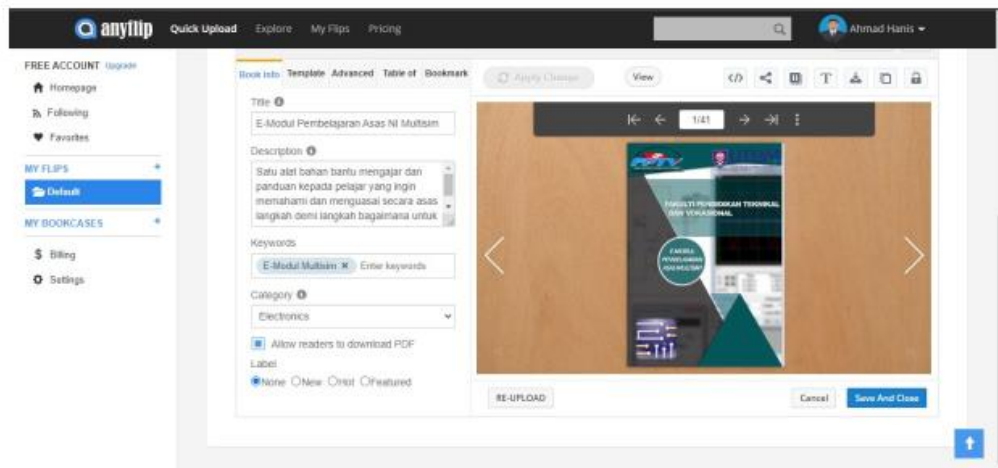 anyflip Quick Upload Explore My Flips Pricing Ahmad Hanis
FREE ACCOUNT Upgrade
Homepage
Following
Favorites
MY FLIPS +
Default
MY BOOKCASES +
$ Billing
Settings
Book Info Template Advanced Table of Bookmark
Title
E-Modul Pembelajaran Asas NI Multisim
Description
Satu alat bahan bantu mengajar dan
panduan kepada pelajar yang ingin
memahami dan menguasai secara asas
langkah demi langkah bagaimana untuk
Keywords
E-Modul Multisim × Enter keywords
Category
Electronics
Allow readers to download PDF
Label
None New Hot Featured
Apply Change View </> T
1/41
FAKULTI PENDIDIKAN TEKNIKAL
DAN VOKASIONAL
E-MODUL
PEMBELAJARAN
RE-UPLOAD Cancel Save And Close